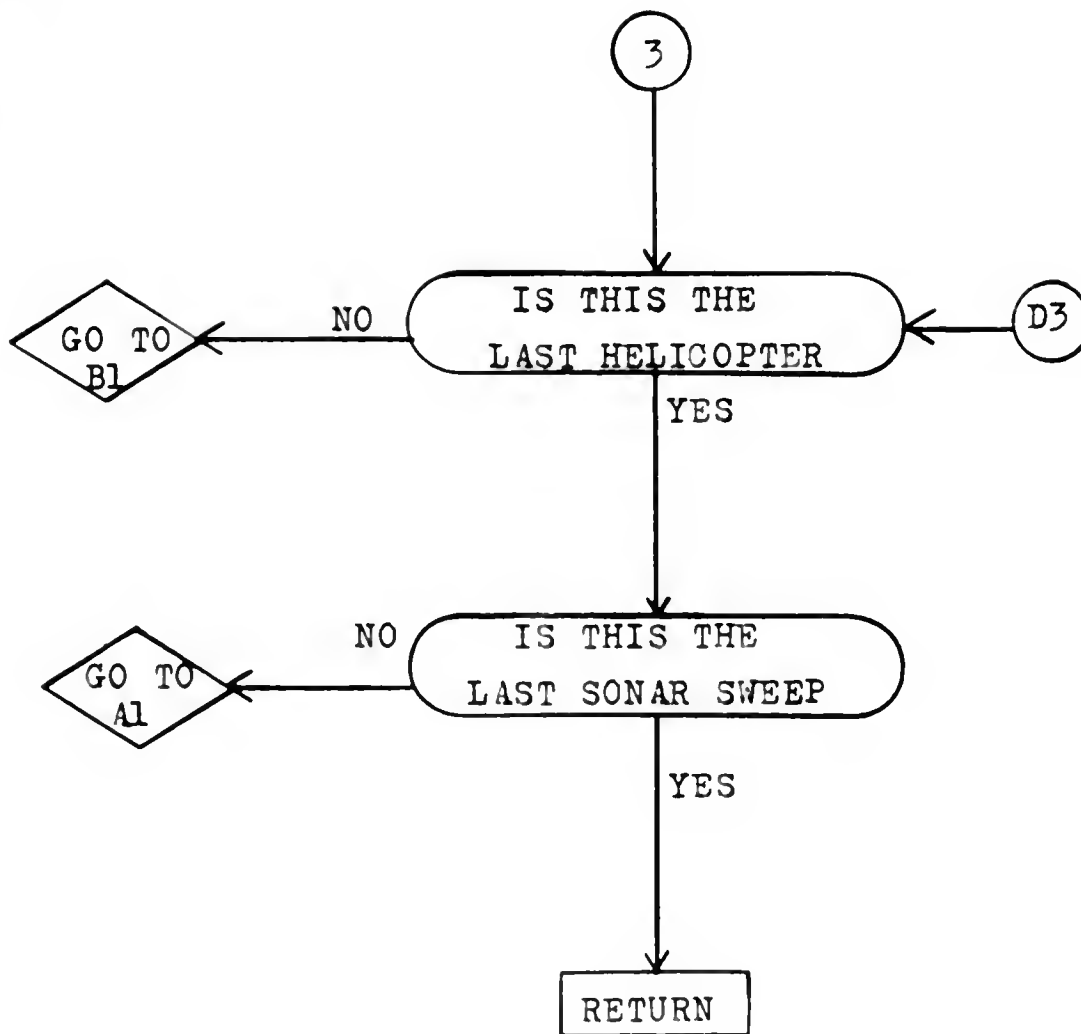 3
IS THIS THE
LAST HELICOPTER
D3
NO
GO TO
B1
YES
IS THIS THE
LAST SONAR SWEEP
NO
GO TO
A1
YES
RETURN